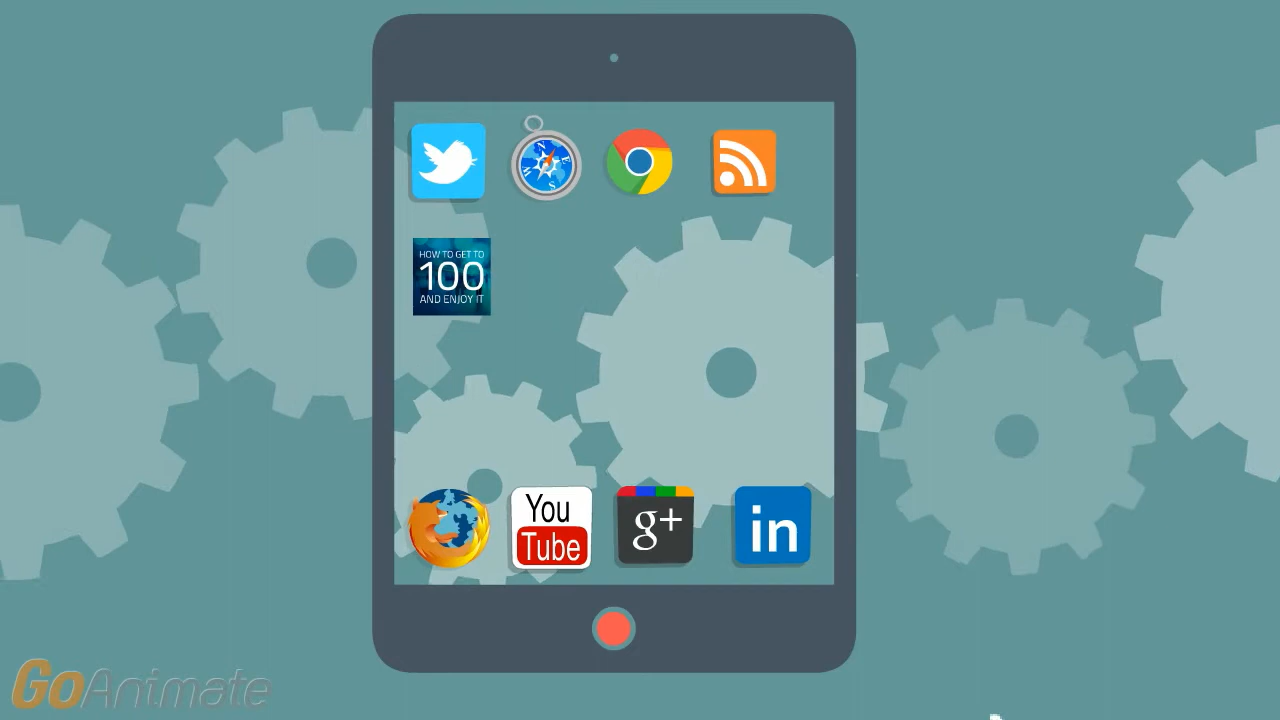 N
E
W
S
HOW TO GET TO
100
AND ENJOY IT
You
Tube
g+
in
GoAnimate